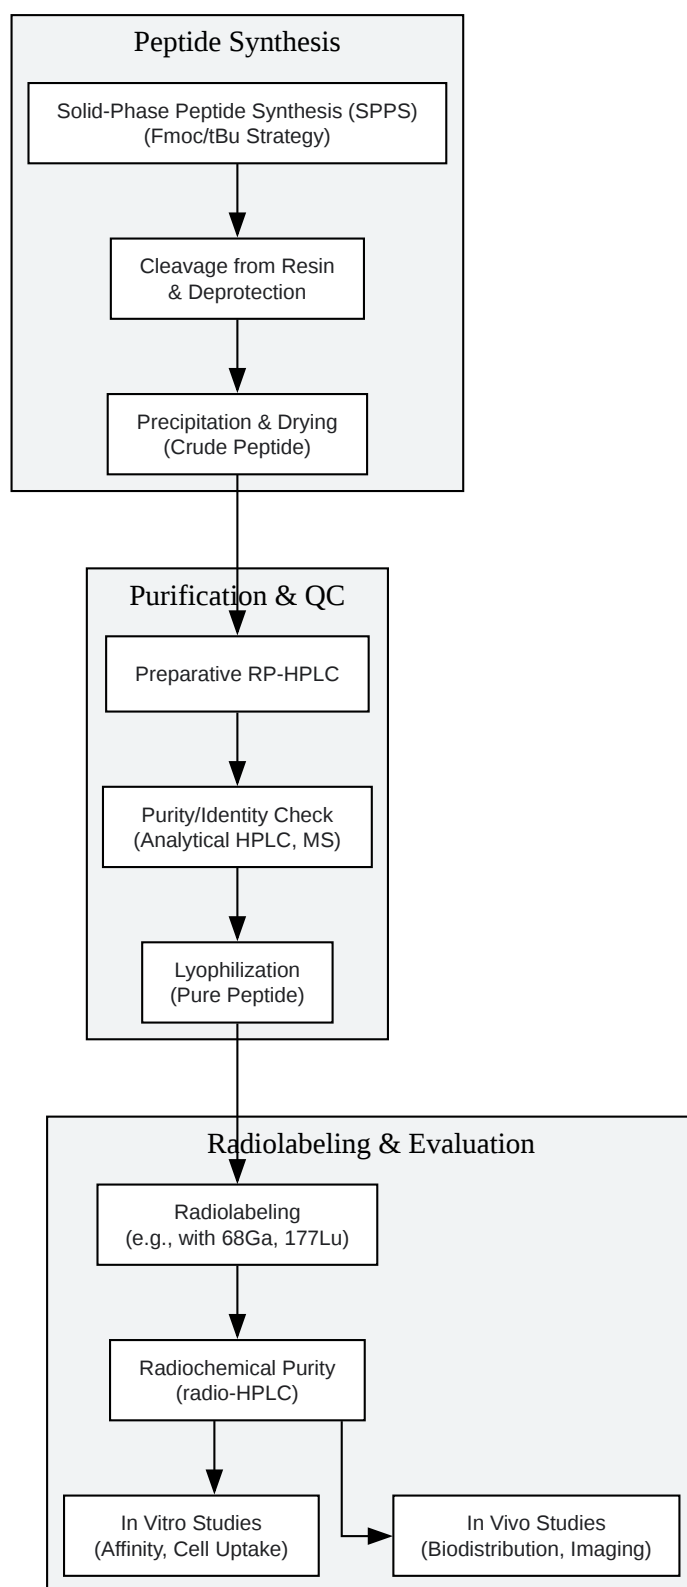 Peptide Synthesis
Solid-Phase Peptide Synthesis (SPPS)
(Fmoc/tBu Strategy)
Cleavage from Resin
& Deprotection
Precipitation & Drying
(Crude Peptide)
Purification & QC
Preparative RP-HPLC
Purity/Identity Check
(Analytical HPLC, MS)
Lyophilization
(Pure Peptide)
Radiolabeling & Evaluation
Radiolabeling
(e.g., with 68Ga, 177Lu)
Radiochemical Purity
(radio-HPLC)
In Vitro Studies
(Affinity, Cell Uptake)
In Vivo Studies
(Biodistribution, Imaging)